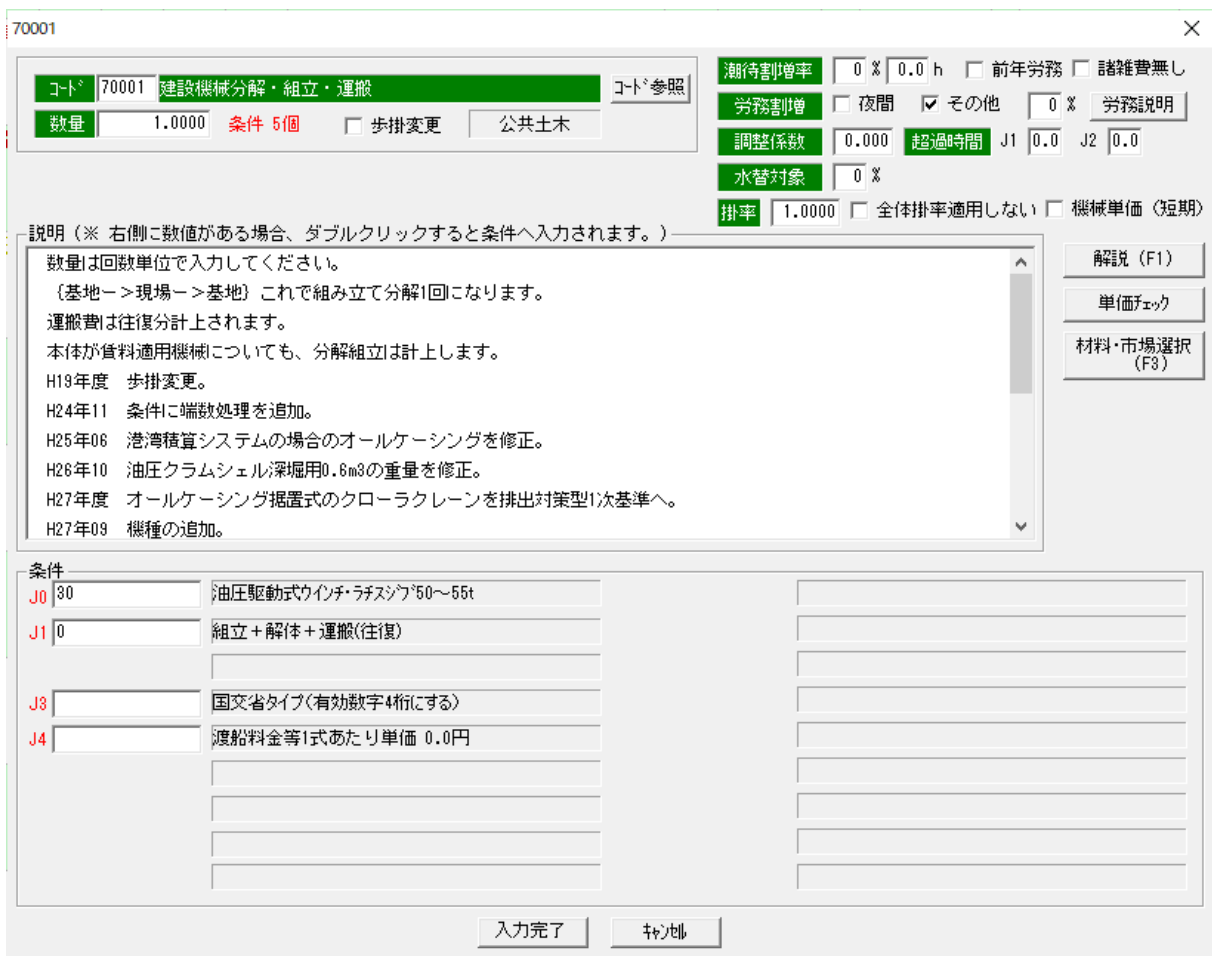 70001
コード 70001 建設機械分解・組立・運搬 コード参照
数量 1.0000 条件 5個 歩掛変更 公共土木
潮待割増率 0 % 0.0 h 前年労務 諸雑費無し
労務割増 夜間 その他 0 % 労務説明
調整係数 0.000 超過時間 J1 0.0 J2 0.0
水替対象 0 %
掛率 1.0000 全体掛率適用しない 機械単価（短期）
説明（※ 右側に数値がある場合、ダブルクリックすると条件へ入力されます。）
数量は回数単位で入力してください。
｛基地ー>現場ー>基地｝これで組み立て分解1回になります。
運搬費は往復分計上されます。
本体が賃料適用機械についても、分解組立は計上します。
H19年度 歩掛変更。
H24年11 条件に端数処理を追加。
H25年06 港湾積算システムの場合のオールケーシングを修正。
H26年10 油圧クラムシェル深堀用0.6m3の重量を修正。
H27年度 オールケーシング据置式のクローラクレーンを排出対策型1次基準へ。
H27年09 機種の追加。
解説（F1）
単価ﾁｪｯｸ
材料・市場選択
（F3）
条件
J0 30 油圧駆動式ｳｲﾝﾁ･ﾗﾁｽｼﾞﾌﾞ50～55t
J1 0 組立＋解体＋運搬(往復)
J3 国交省タイプ(有効数字4桁にする)
J4 渡船料金等1式あたり単価 0.0円
入力完了 ｷｬﾝｾﾙ